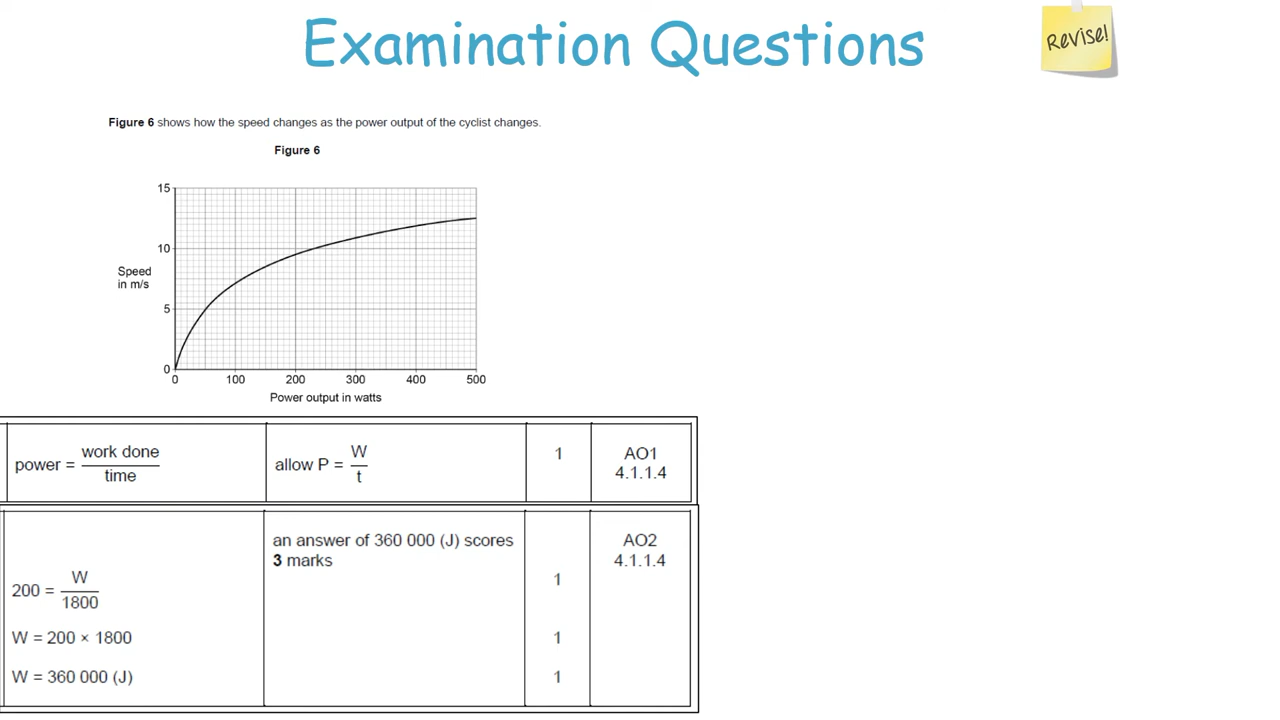 Examination Questions
Revise!
Figure 6 shows how the speed changes as the power output of the cyclist changes.
Figure 6
15
10
Speed
in m/s
5
0
0 100 200 300 400 500
Power output in watts
power = work done / time
allow P = W / t
1
AO1
4.1.1.4
an answer of 360 000 (J) scores
3 marks
AO2
4.1.1.4
200 = W / 1800
1
W = 200 × 1800
1
W = 360 000 (J)
1